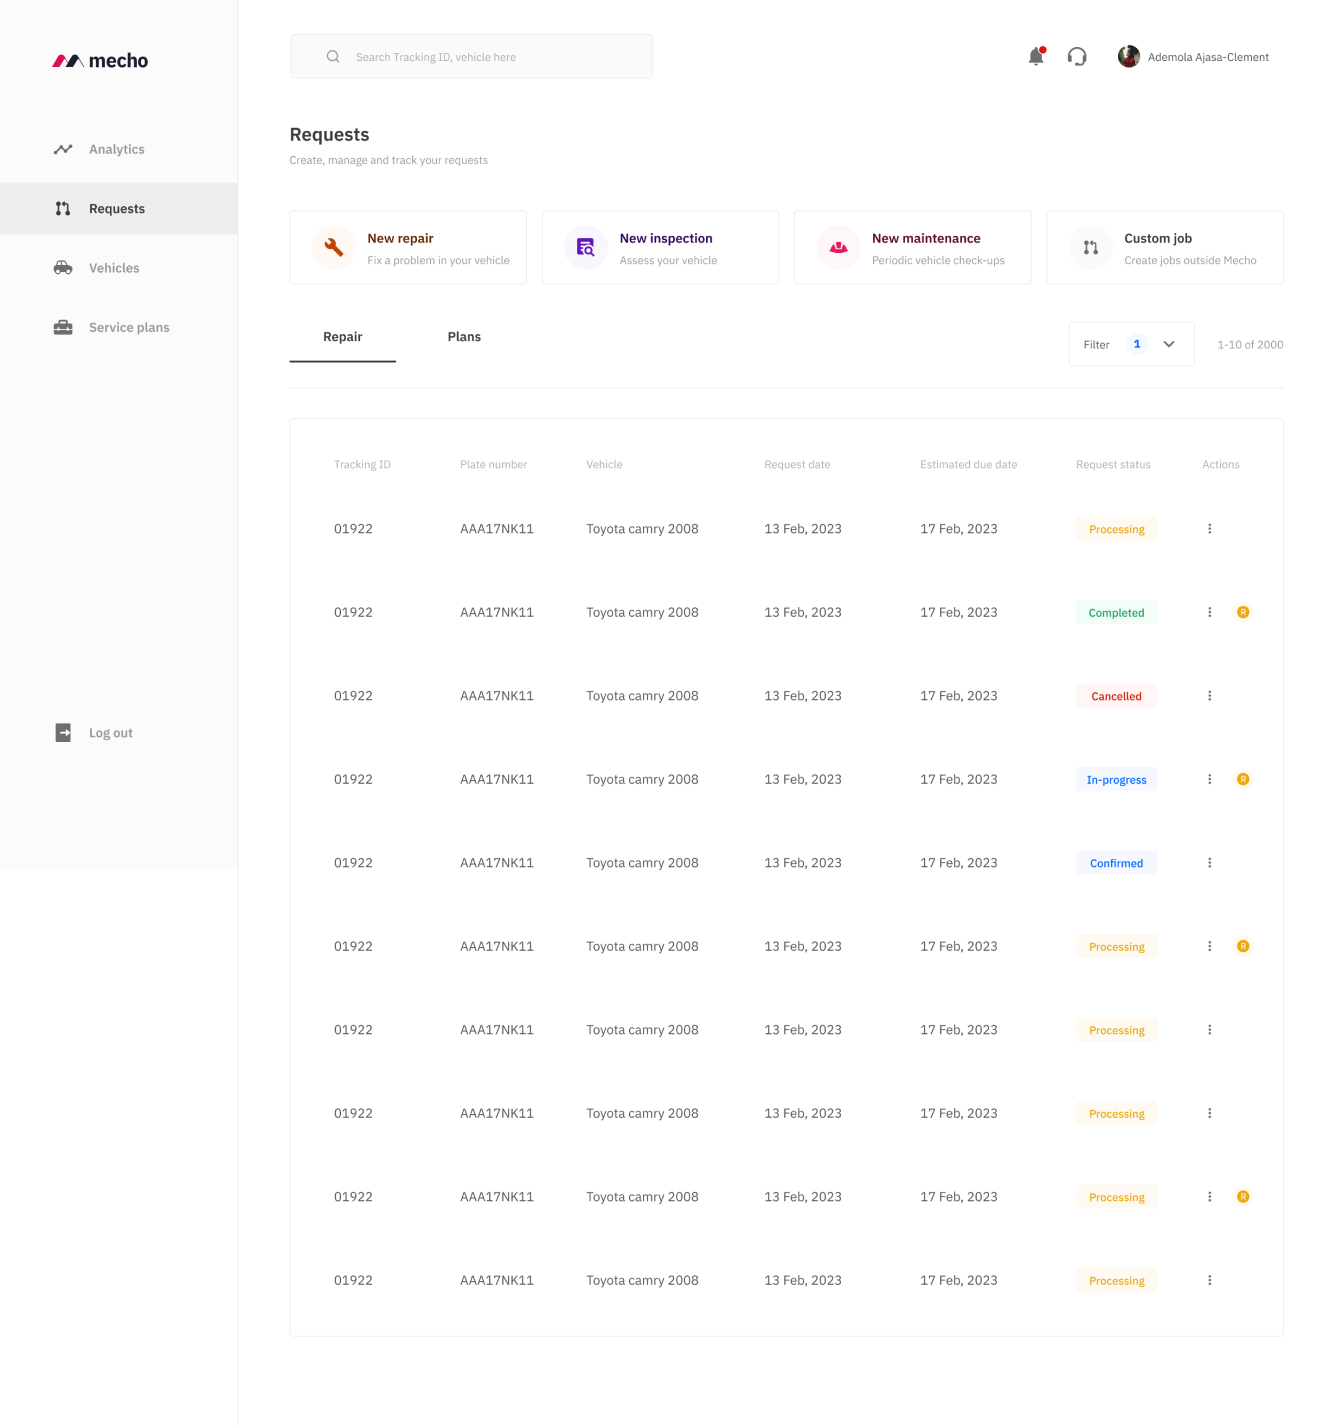 mecho
Search Tracking ID, vehicle here
Ademola Ajasa-Clement
Analytics
Requests
Vehicles
Service plans
Log out
Requests
Create, manage and track your requests
New repair
Fix a problem in your vehicle
New inspection
Assess your vehicle
New maintenance
Periodic vehicle check-ups
Custom job
Create jobs outside Mecho
Repair Plans
Filter 1 1-10 of 2000
Tracking ID Plate number Vehicle Request date Estimated due date Request status Actions
01922 AAA17NK11 Toyota camry 2008 13 Feb, 2023 17 Feb, 2023 Processing
01922 AAA17NK11 Toyota camry 2008 13 Feb, 2023 17 Feb, 2023 Completed R
01922 AAA17NK11 Toyota camry 2008 13 Feb, 2023 17 Feb, 2023 Cancelled
01922 AAA17NK11 Toyota camry 2008 13 Feb, 2023 17 Feb, 2023 In-progress R
01922 AAA17NK11 Toyota camry 2008 13 Feb, 2023 17 Feb, 2023 Confirmed
01922 AAA17NK11 Toyota camry 2008 13 Feb, 2023 17 Feb, 2023 Processing R
01922 AAA17NK11 Toyota camry 2008 13 Feb, 2023 17 Feb, 2023 Processing
01922 AAA17NK11 Toyota camry 2008 13 Feb, 2023 17 Feb, 2023 Processing
01922 AAA17NK11 Toyota camry 2008 13 Feb, 2023 17 Feb, 2023 Processing R
01922 AAA17NK11 Toyota camry 2008 13 Feb, 2023 17 Feb, 2023 Processing